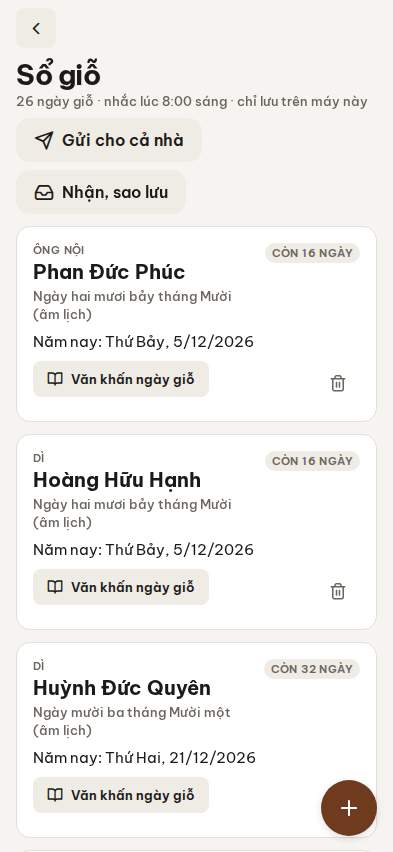 Sổ giỗ
26 ngày giỗ · nhắc lúc 8:00 sáng · chỉ lưu trên máy này
Gửi cho cả nhà
Nhận, sao lưu
ÔNG NỘI
CÒN 16 NGÀY
Phan Đức Phúc
Ngày hai mươi bảy tháng Mười
(âm lịch)
Năm nay: Thứ Bảy, 5/12/2026
Văn khấn ngày giỗ
DÌ
CÒN 16 NGÀY
Hoàng Hữu Hạnh
Ngày hai mươi bảy tháng Mười
(âm lịch)
Năm nay: Thứ Bảy, 5/12/2026
Văn khấn ngày giỗ
DÌ
CÒN 32 NGÀY
Huỳnh Đức Quyên
Ngày mười ba tháng Mười một
(âm lịch)
Năm nay: Thứ Hai, 21/12/2026
Văn khấn ngày giỗ